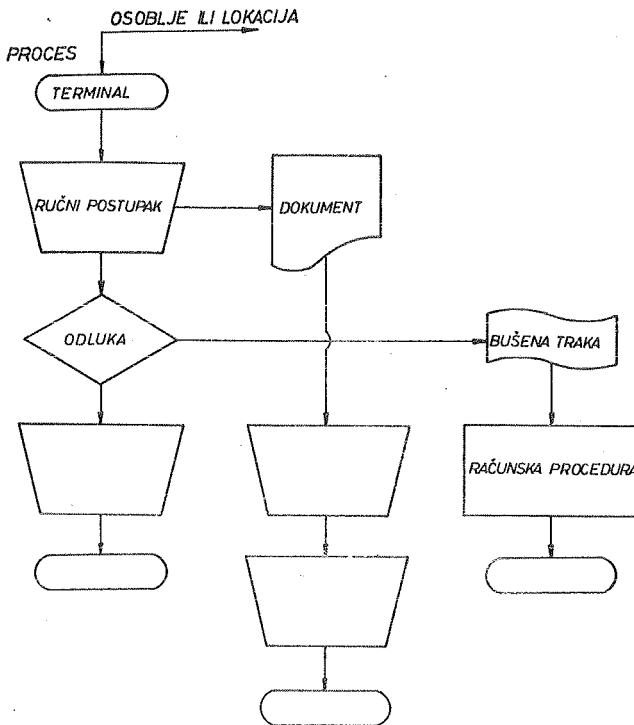 OSOBLJE ILI LOKACIJA
PROCES
TERMINAL
RUČNI POSTUPAK
DOKUMENT
ODLUKA
BUŠENA TRAKA
RAČUNSKA PROCEDURA